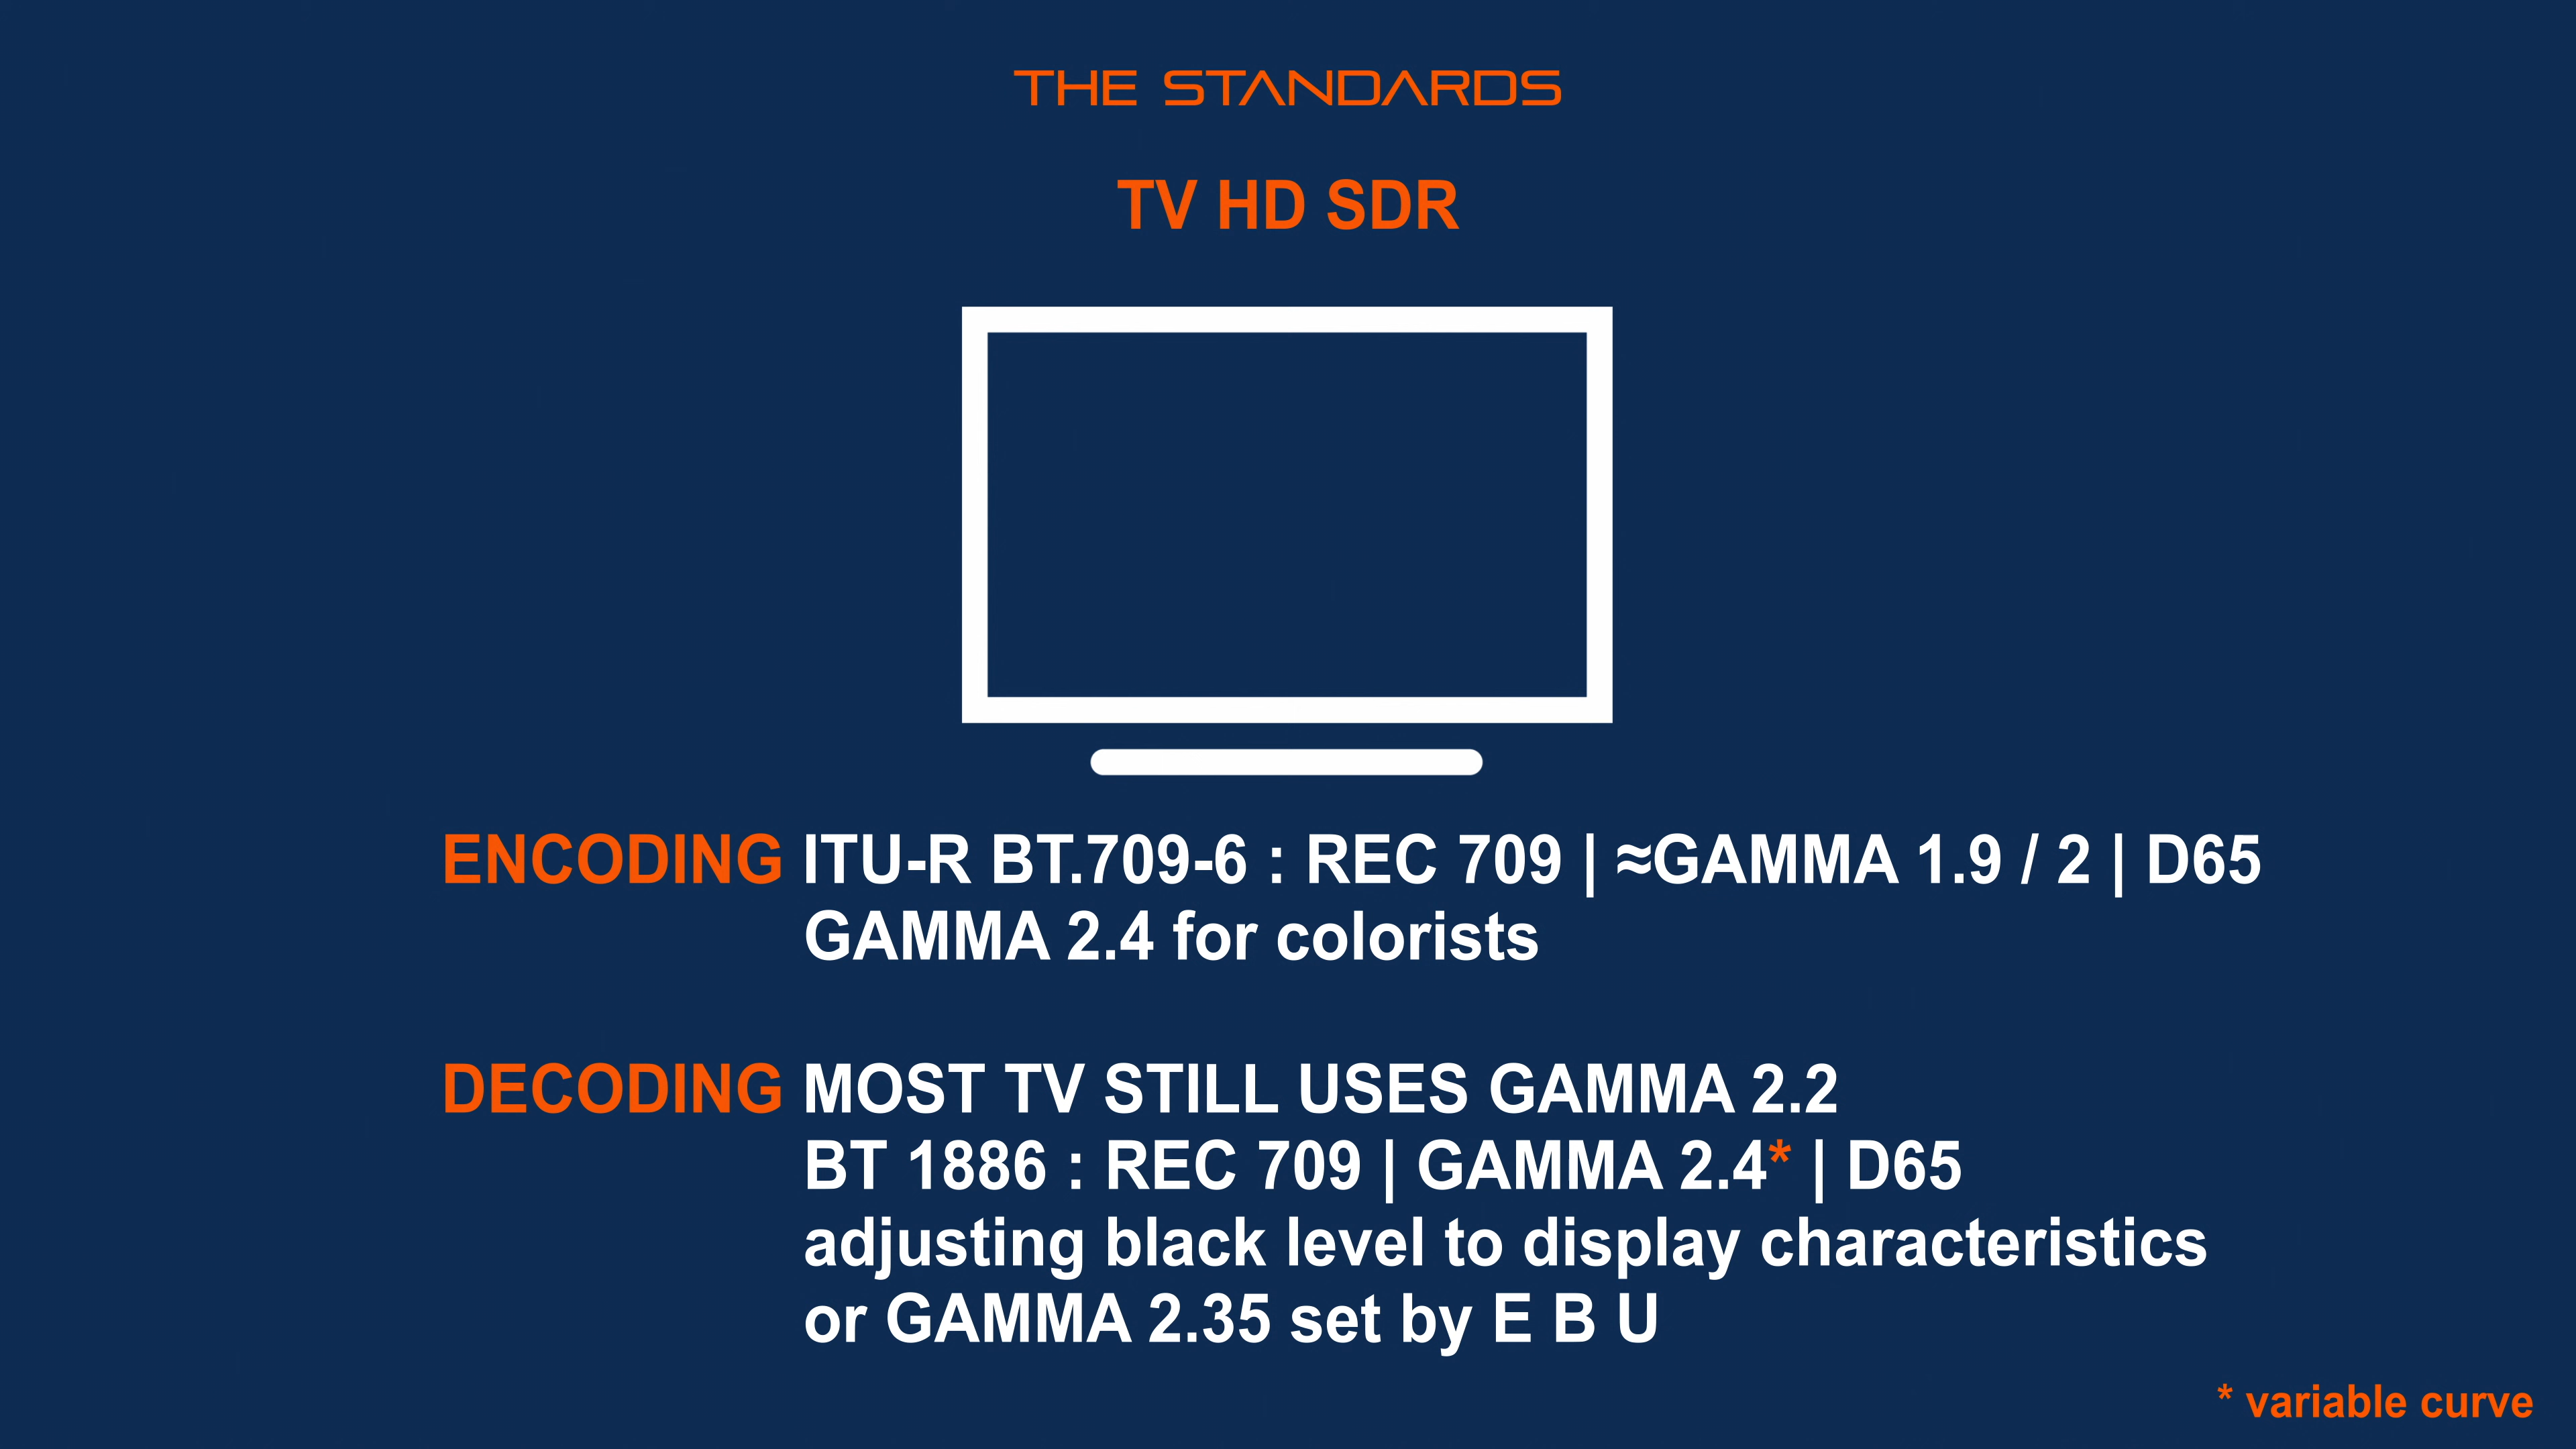 THE STANDARDS
TV HD SDR
ENCODING ITU-R BT.709-6 : REC 709 | ≈GAMMA 1.9 / 2 | D65
GAMMA 2.4 for colorists
DECODING MOST TV STILL USES GAMMA 2.2
BT 1886 : REC 709 | GAMMA 2.4* | D65
adjusting black level to display characteristics
or GAMMA 2.35 set by E B U
* variable curve